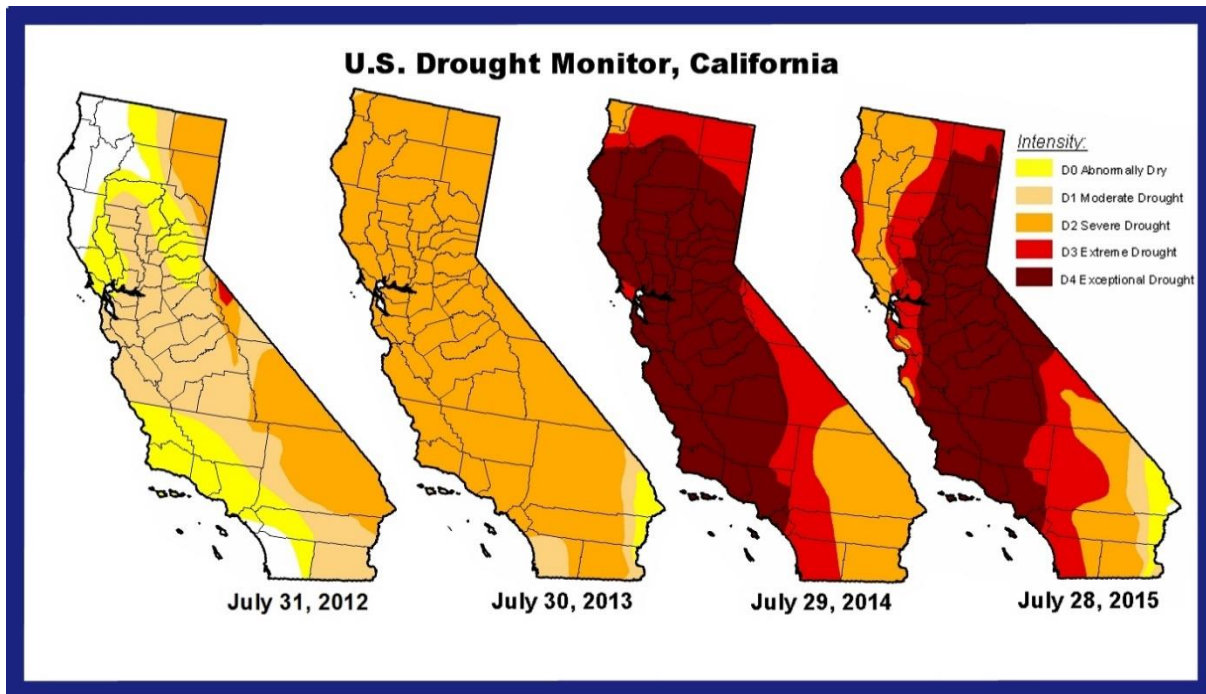 U.S. Drought Monitor, California
Intensity:
D0 Abnormally Dry
D1 Moderate Drought
D2 Severe Drought
D3 Extreme Drought
D4 Exceptional Drought
July 31, 2012
July 30, 2013
July 29, 2014
July 28, 2015